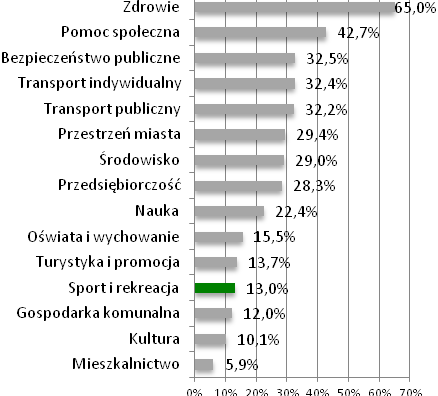 Zdrowie 65,0%
Pomoc społeczna 42,7%
Bezpieczeństwo publiczne 32,5%
Transport indywidualny 32,4%
Transport publiczny 32,2%
Przestrzeń miasta 29,4%
Środowisko 29,0%
Przedsiębiorczość 28,3%
Nauka 22,4%
Oświata i wychowanie 15,5%
Turystyka i promocja 13,7%
Sport i rekreacja 13,0%
Gospodarka komunalna 12,0%
Kultura 10,1%
Mieszkalnictwo 5,9%
0% 10% 20% 30% 40% 50% 60% 70%